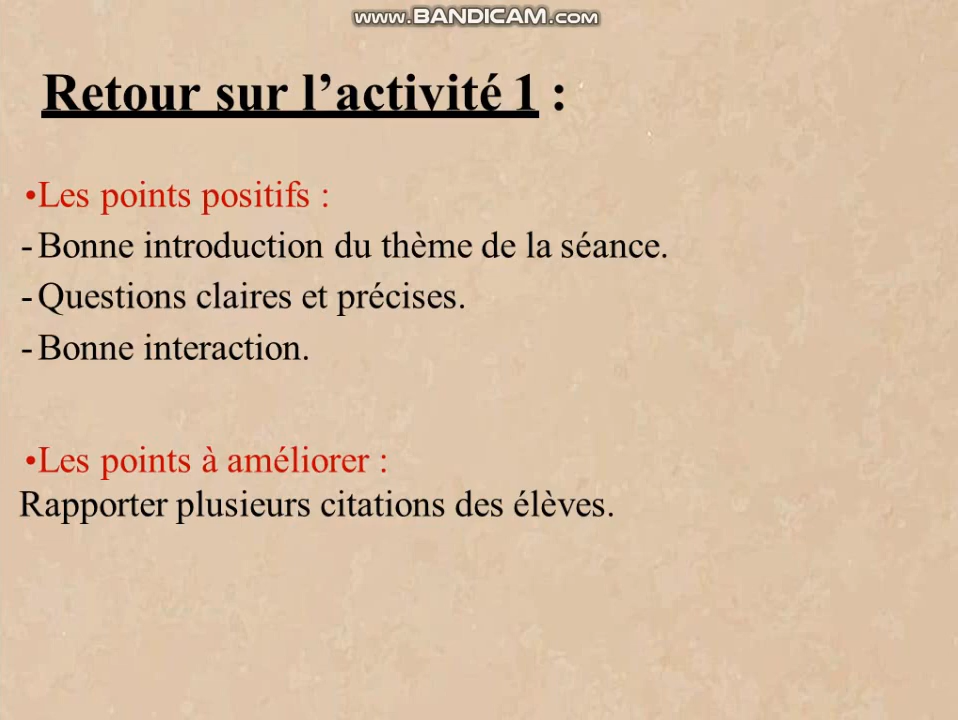 www.BANDICAM.com
Retour sur l’activité 1 :
•Les points positifs :
- Bonne introduction du thème de la séance.
- Questions claires et précises.
- Bonne interaction.
•Les points à améliorer :
Rapporter plusieurs citations des élèves.